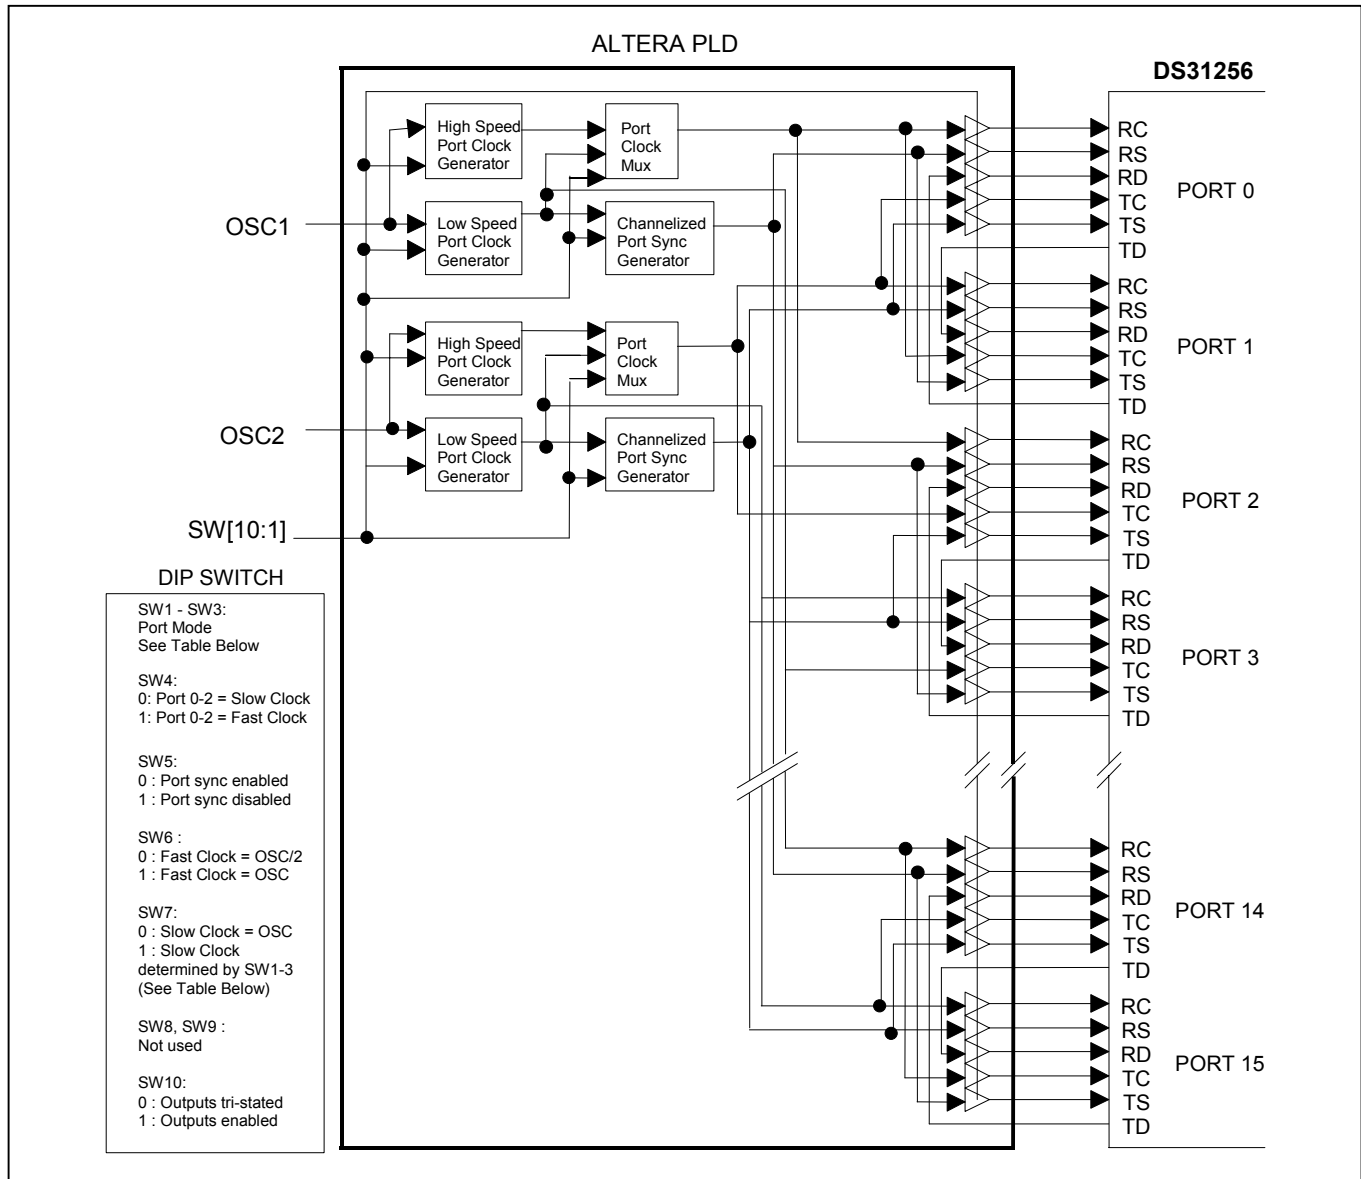 ALTERA PLD
DS31256
High Speed
Port Clock
Generator
Port
Clock
Mux
OSC1
Low Speed
Port Clock
Generator
Channelized
Port Sync
Generator
High Speed
Port Clock
Generator
Port
Clock
Mux
OSC2
Low Speed
Port Clock
Generator
Channelized
Port Sync
Generator
SW[10:1]
DIP SWITCH
SW1 - SW3:
Port Mode
See Table Below
SW4:
0: Port 0-2 = Slow Clock
1: Port 0-2 = Fast Clock
SW5:
0 : Port sync enabled
1 : Port sync disabled
SW6 :
0 : Fast Clock = OSC/2
1 : Fast Clock = OSC
SW7:
0 : Slow Clock = OSC
1 : Slow Clock
determined by SW1-3
(See Table Below)
SW8, SW9 :
Not used
SW10:
0 : Outputs tri-stated
1 : Outputs enabled
RC
RS
RD
TC
TS
TD
PORT 0
RC
RS
RD
TC
TS
TD
PORT 1
RC
RS
RD
TC
TS
TD
PORT 2
RC
RS
RD
TC
TS
TD
PORT 3
RC
RS
RD
TC
TS
TD
PORT 14
RC
RS
RD
TC
TS
TD
PORT 15